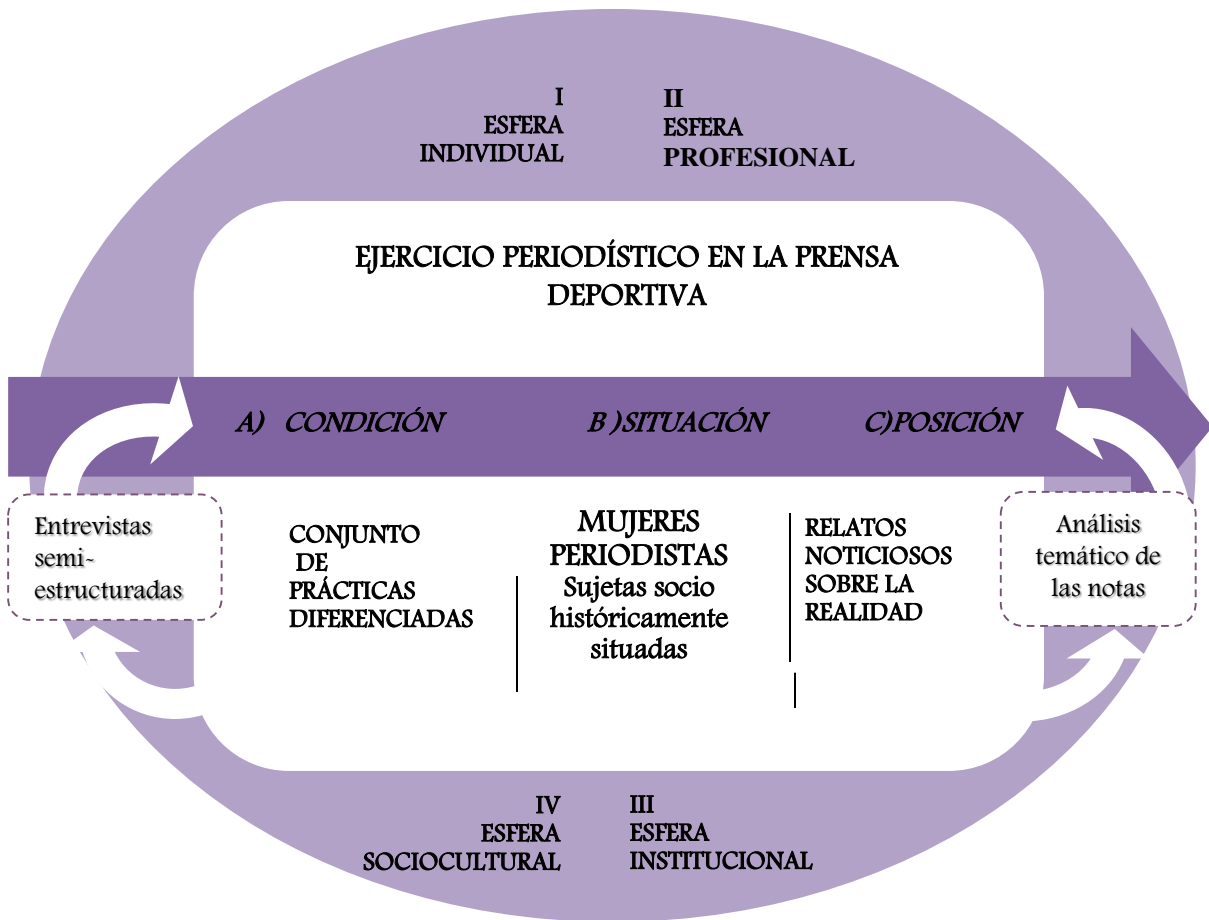 I
ESFERA
INDIVIDUAL
II
ESFERA
PROFESIONAL
EJERCICIO PERIODÍSTICO EN LA PRENSA
DEPORTIVA
A) CONDICIÓN
B )SITUACIÓN
C)POSICIÓN
Entrevistas
semi-
estructuradas
CONJUNTO
DE
PRÁCTICAS
DIFERENCIADAS
MUJERES
PERIODISTAS
Sujetas socio
históricamente
situadas
RELATOS
NOTICIOSOS
SOBRE LA
REALIDAD
Análisis
temático de
las notas
IV
ESFERA
SOCIOCULTURAL
III
ESFERA
INSTITUCIONAL